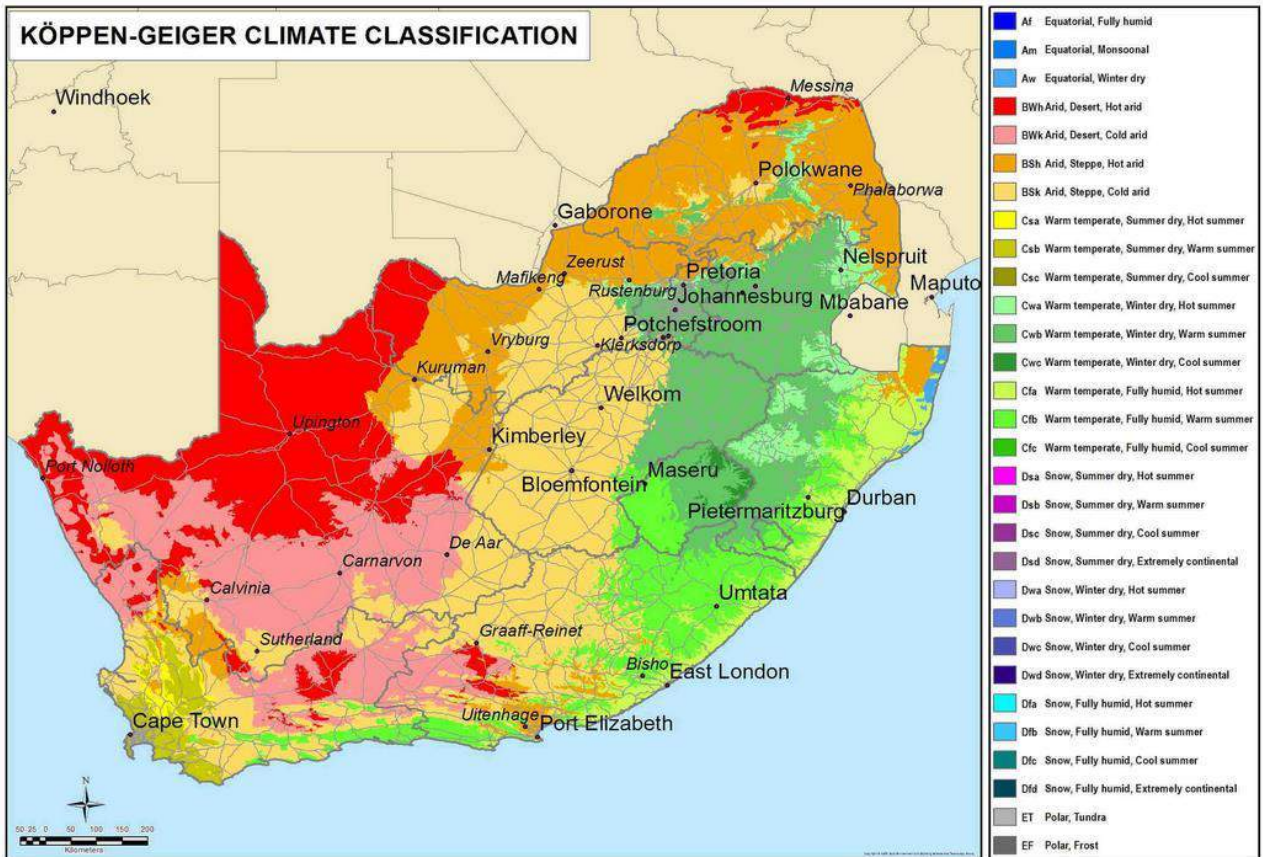 KÖPPEN-GEIGER CLIMATE CLASSIFICATION
Windhoek
Messina
Polokwane
Phalaborwa
Gaborone
Zeerust
Nelspruit
Mafikeng
Pretoria
Rustenburg
Johannesburg
Maputo
Mbabane
Potchefstroom
Klerksdorp
Vryburg
Kuruman
Welkom
Upington
Kimberley
Port Nolloth
Maseru
Bloemfontein
Durban
Pietermaritzburg
De Aar
Carnarvon
Calvinia
Umtata
Sutherland
Graaff-Reinet
Bisho
East London
Cape Town
Uitenhage
Port Elizabeth
N
50 25 0 50 100 150 200
Kilometers
Af Equatorial, Fully humid
Am Equatorial, Monsoonal
Aw Equatorial, Winter dry
BWh Arid, Desert, Hot arid
BWk Arid, Desert, Cold arid
BSh Arid, Steppe, Hot arid
BSk Arid, Steppe, Cold arid
Csa Warm temperate, Summer dry, Hot summer
Csb Warm temperate, Summer dry, Warm summer
Csc Warm temperate, Summer dry, Cool summer
Cwa Warm temperate, Winter dry, Hot summer
Cwb Warm temperate, Winter dry, Warm summer
Cwc Warm temperate, Winter dry, Cool summer
Cfa Warm temperate, Fully humid, Hot summer
Cfb Warm temperate, Fully humid, Warm summer
Cfc Warm temperate, Fully humid, Cool summer
Dsa Snow, Summer dry, Hot summer
Dsb Snow, Summer dry, Warm summer
Dsc Snow, Summer dry, Cool summer
Dsd Snow, Summer dry, Extremely continental
Dwa Snow, Winter dry, Hot summer
Dwb Snow, Winter dry, Warm summer
Dwc Snow, Winter dry, Cool summer
Dwd Snow, Winter dry, Extremely continental
Dfa Snow, Fully humid, Hot summer
Dfb Snow, Fully humid, Warm summer
Dfc Snow, Fully humid, Cool summer
Dfd Snow, Fully humid, Extremely continental
ET Polar, Tundra
EF Polar, Frost